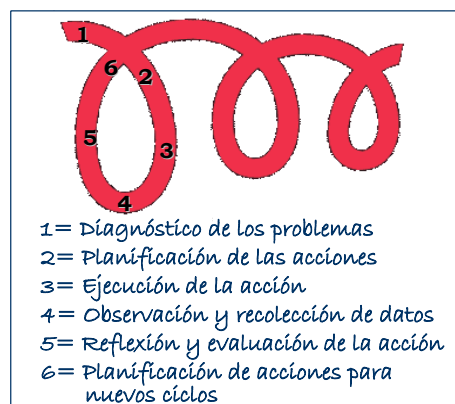 1
6
2
5
3
4
1= Diagnóstico de los problemas
2= Planificación de las acciones
3= Ejecución de la acción
4= Observación y recolección de datos
5= Reflexión y evaluación de la acción
6= Planificación de acciones para
nuevos ciclos